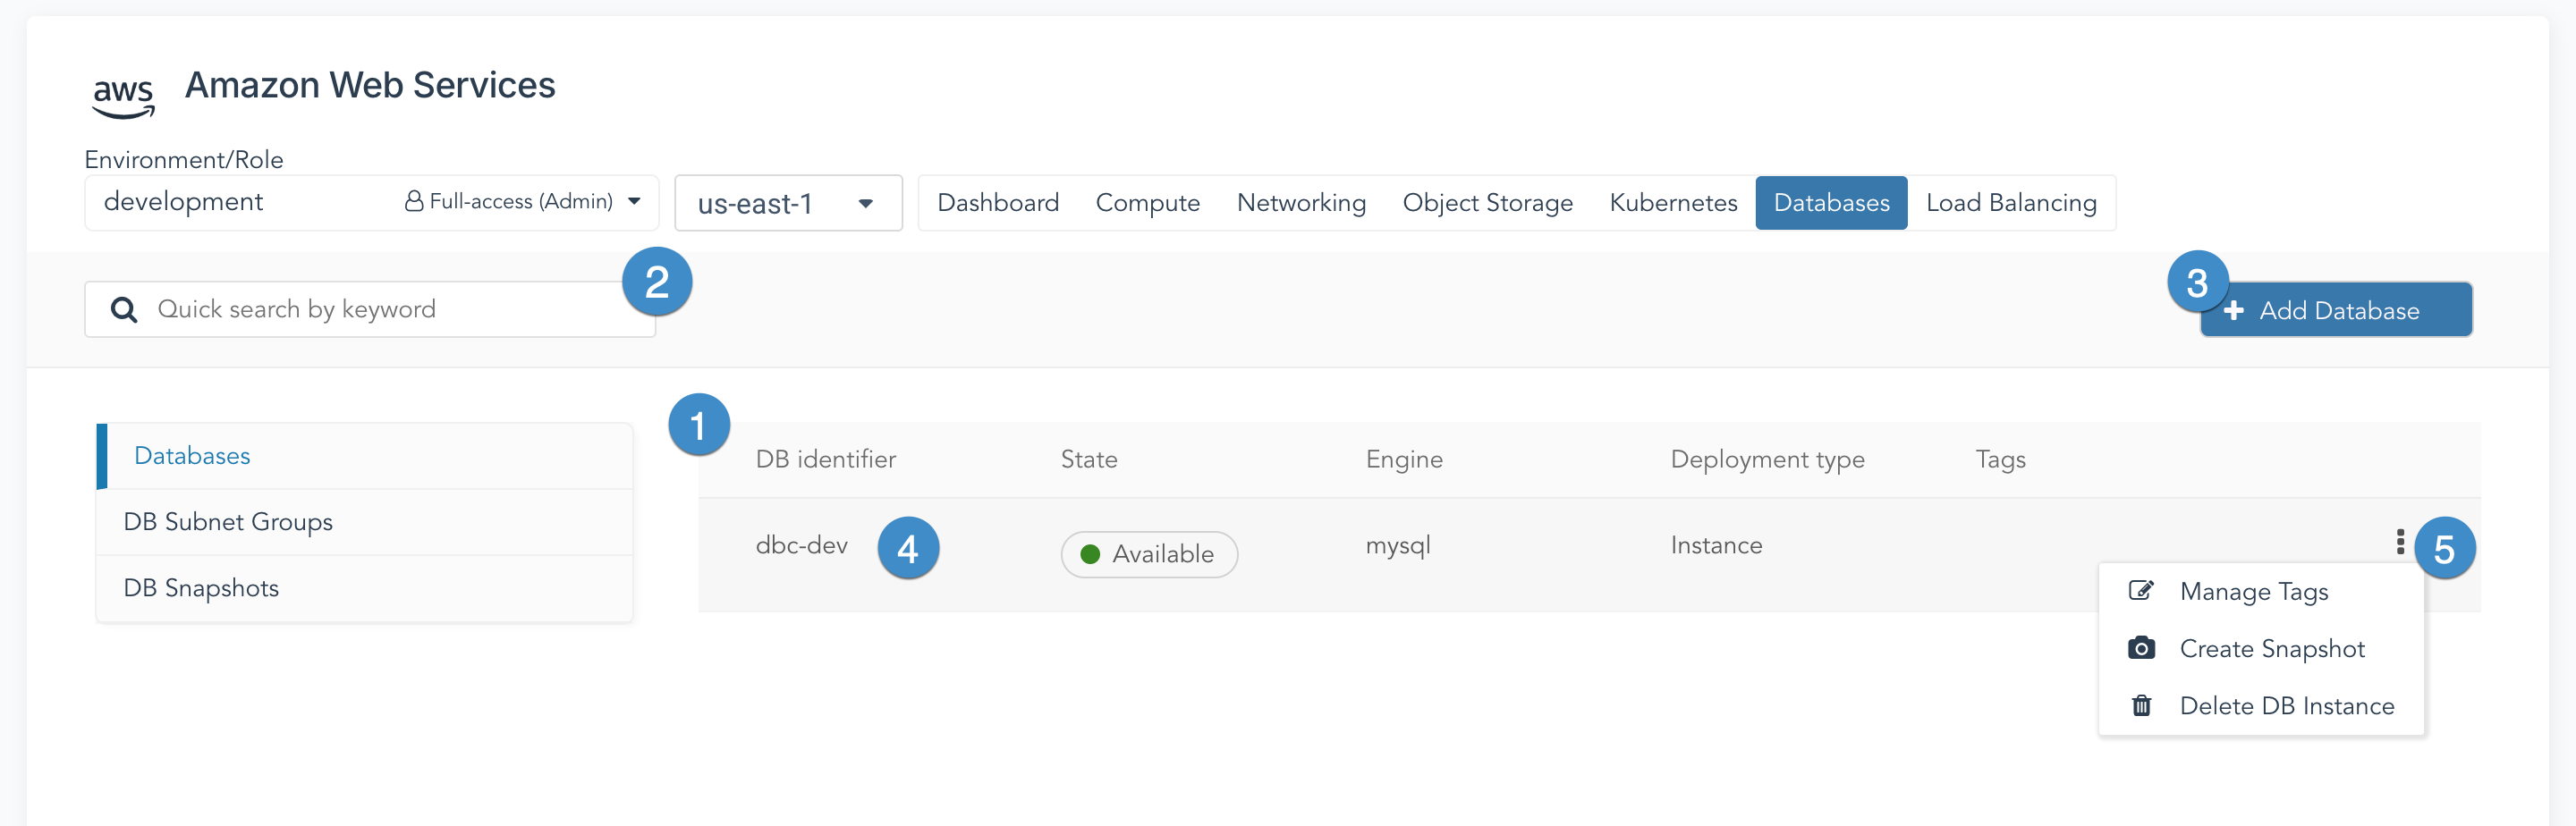 aws Amazon Web Services
Environment/Role
development Full-access (Admin) us-east-1 Dashboard Compute Networking Object Storage Kubernetes Databases Load Balancing
2
3
Quick search by keyword
+ Add Database
1
Databases
DB Subnet Groups
DB Snapshots
DB identifier State Engine Deployment type Tags
dbc-dev 4 Available mysql Instance 5
Manage Tags
Create Snapshot
Delete DB Instance